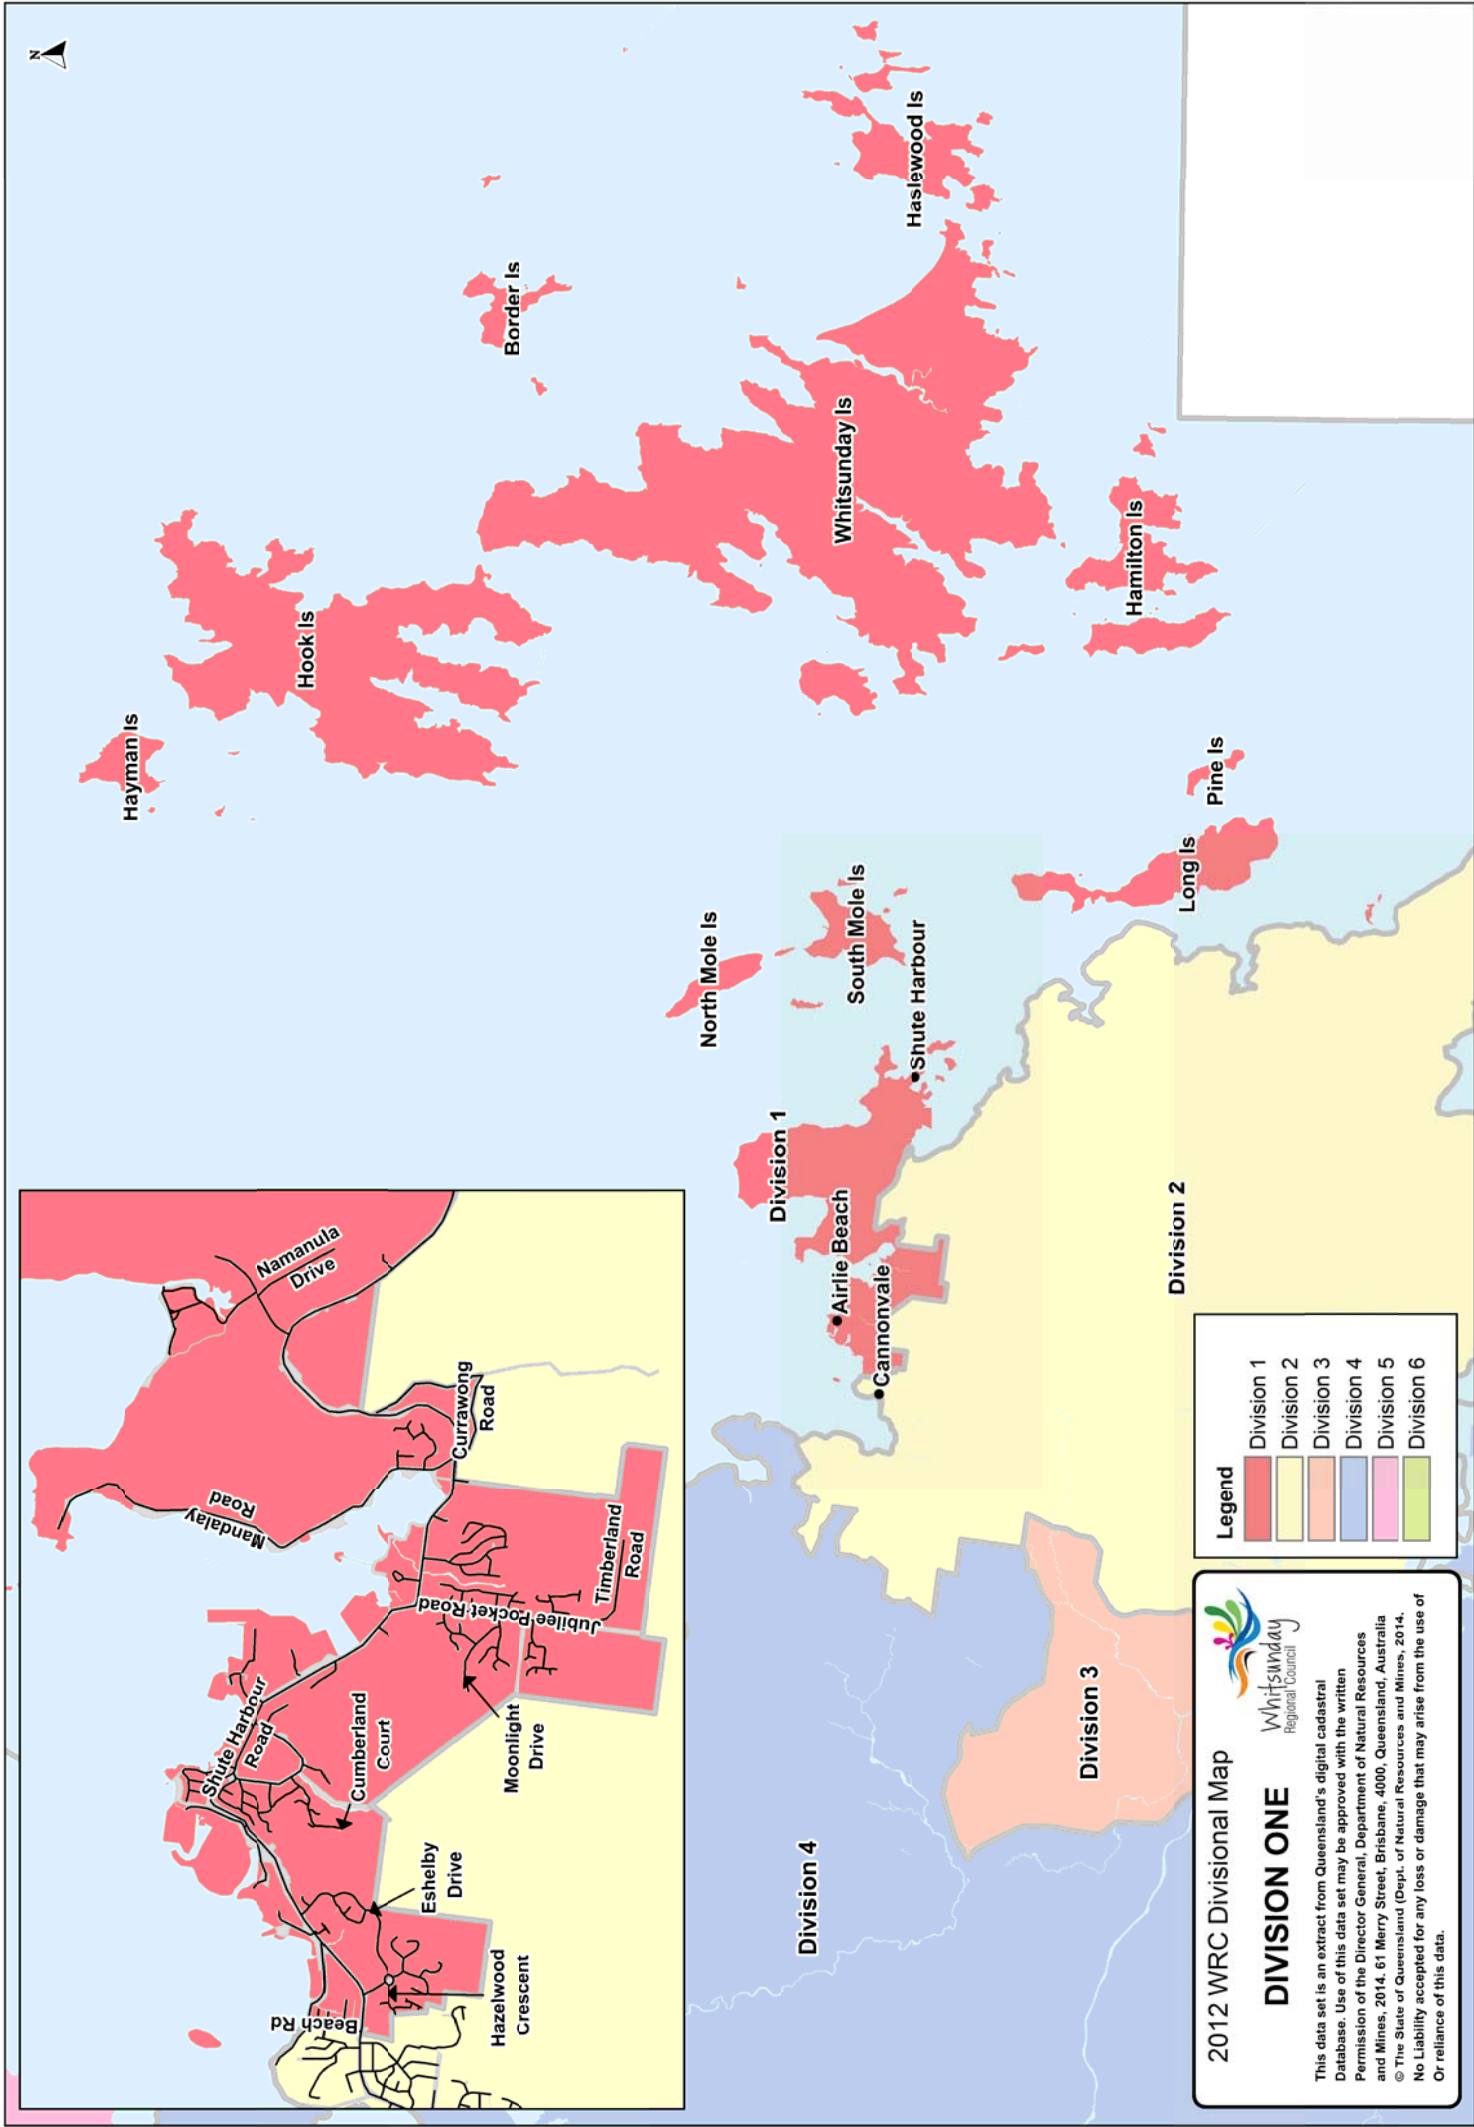 N
Hayman Is
Hook Is
Border Is
Whitsunday Is
Haslewood Is
Hamilton Is
Pine Is
Long Is
North Mole Is
South Mole Is
Shute Harbour
Division 1
Airlie Beach
Cannonvale
Division 2
Division 3
Division 4
Namanula
Drive
Mandalay
Road
Currawong
Road
Timberland
Road
Jubilee Pocket Road
Shute Harbour
Road
Cumberland
Court
Moonlight
Drive
Eshelby
Drive
Hazelwood
Crescent
Beach Rd
Legend
Division 1
Division 2
Division 3
Division 4
Division 5
Division 6
2012 WRC Divisional Map
DIVISION ONE
Whitsunday
Regional Council
This data set is an extract from Queensland's digital cadastral
Database. Use of this data set may be approved with the written
Permission of the Director General, Department of Natural Resources
and Mines, 2014. 61 Merry Street, Brisbane, 4000, Queensland, Australia
© The State of Queensland (Dept. of Natural Resources and Mines, 2014.
No Liability accepted for any loss or damage that may arise from the use of
Or reliance of this data.